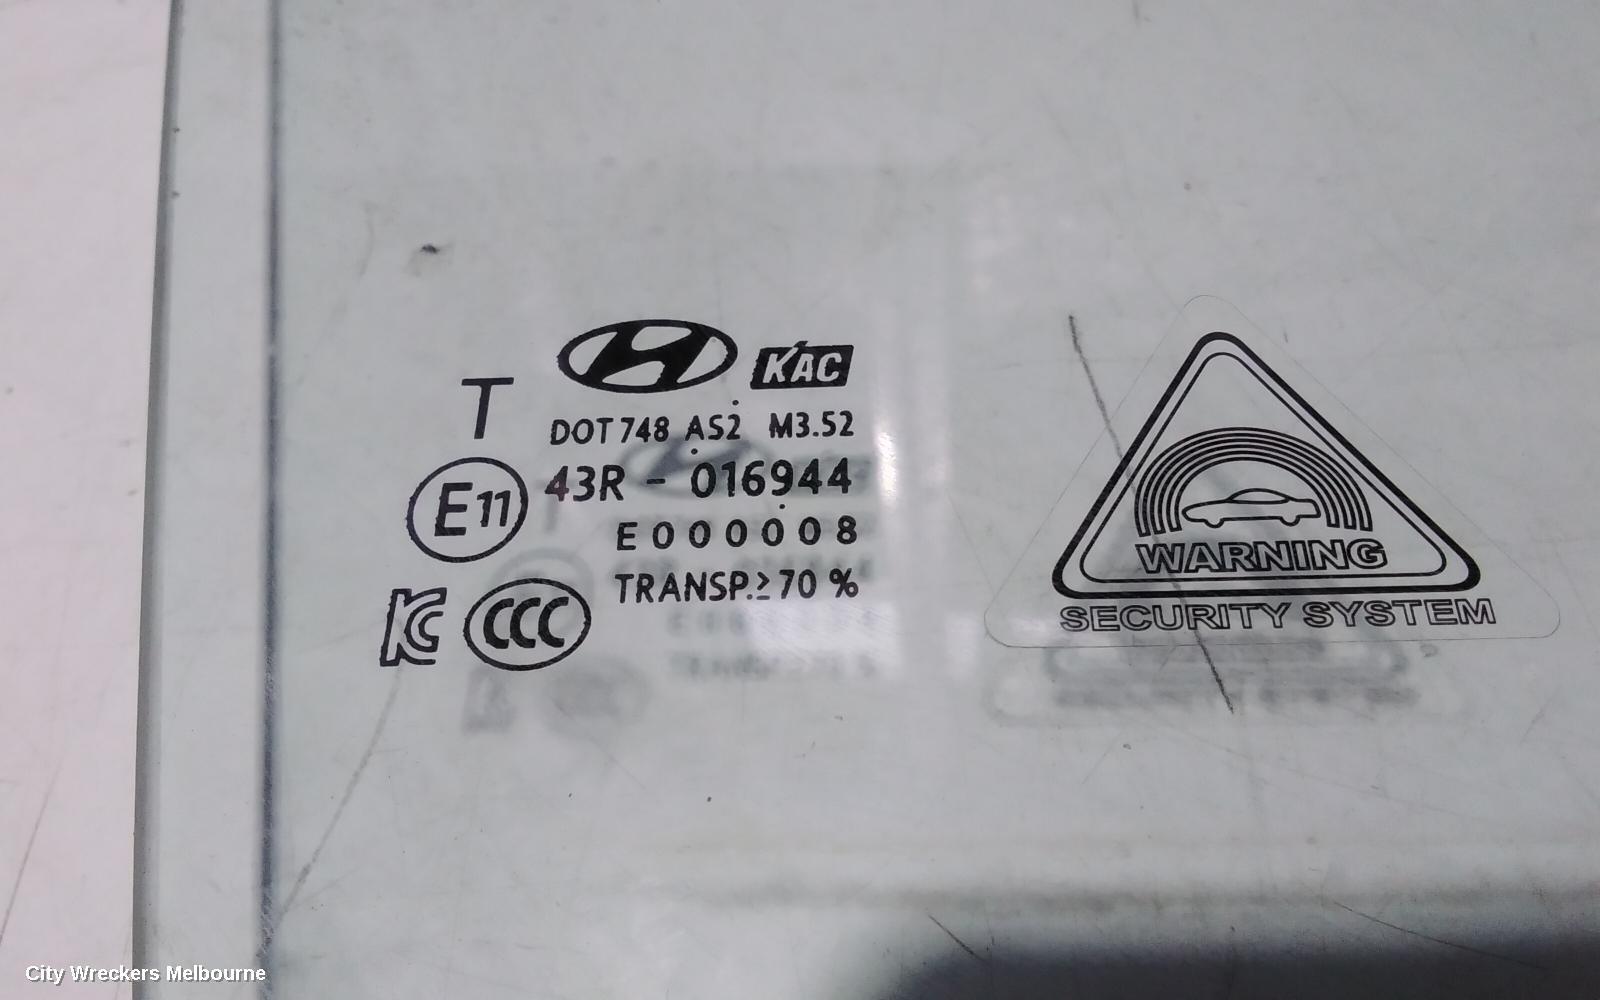 KAC
T
DOT 748 AS2 M3.52
E11
43R - 016944
E000008
TRANSP.≥70%
KC
CCC
WARNING
SECURITY SYSTEM
City Wreckers Melbourne